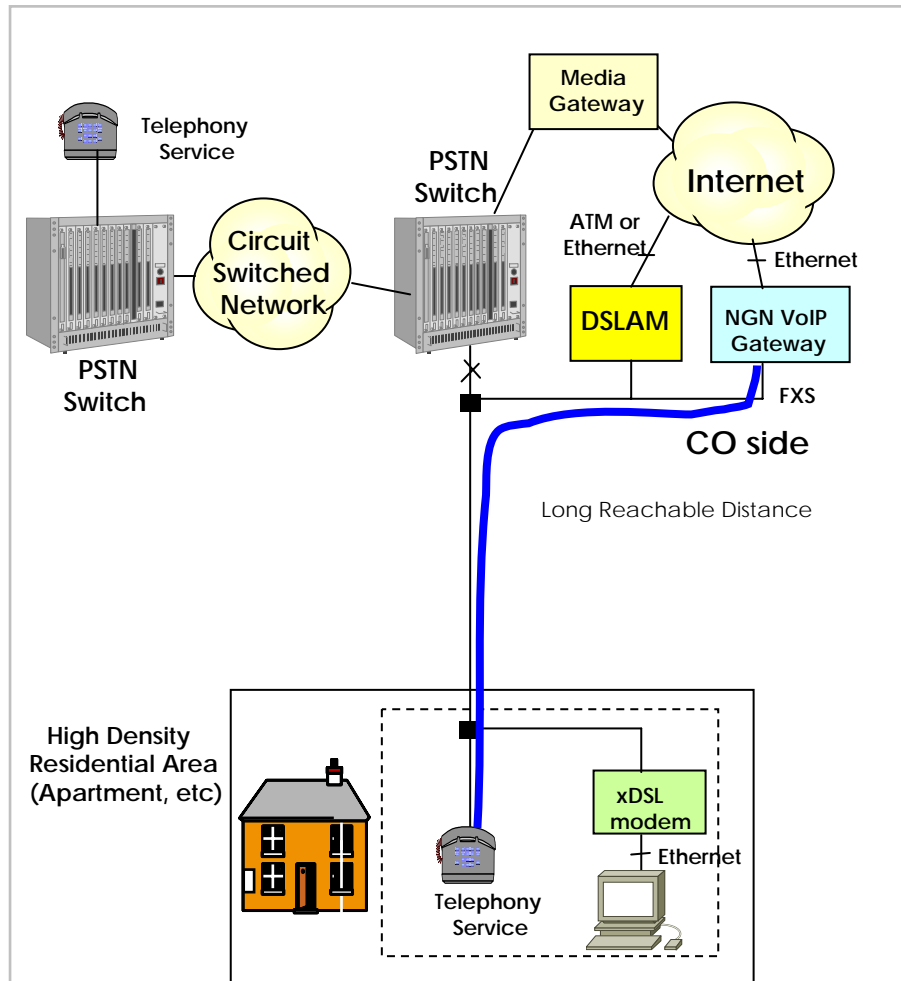 Media
Gateway
Telephony
Service
PSTN
Switch
Internet
ATM or
Ethernet
Circuit
Switched
Network
Ethernet
DSLAM
NGN VoIP
Gateway
PSTN
Switch
FXS
CO side
Long Reachable Distance
High Density
Residential Area
(Apartment, etc)
xDSL
modem
Ethernet
Telephony
Service